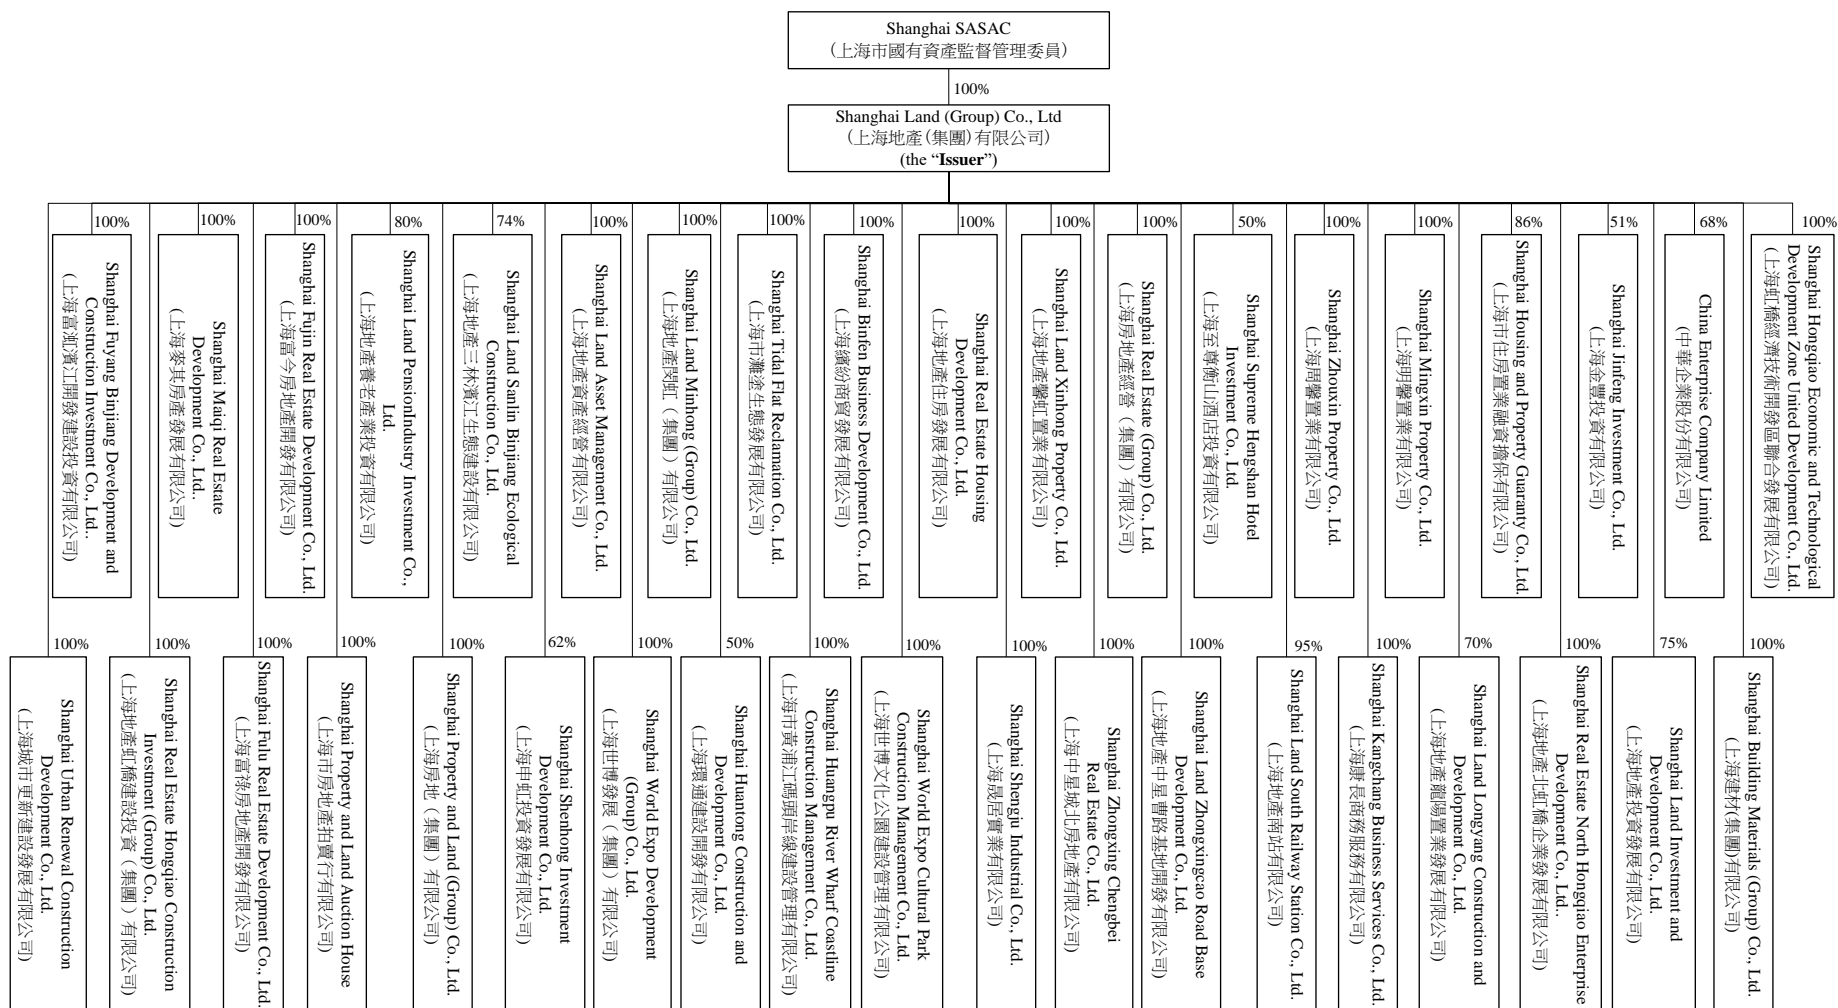 Shanghai SASAC
(上海市國有資產監督管理委員)
100%
Shanghai Land (Group) Co., Ltd
(上海地產(集團)有限公司)
(the “Issuer”)
100%
Shanghai Fuyang Binjiang Development and
Construction Investment Co., Ltd..
(上海富漑濱江開發建設投資有限公司)
100%
Shanghai Maiqi Real Estate
Development Co., Ltd..
(上海麥其房產發展有限公司)
100%
Shanghai Fujin Real Estate Development Co., Ltd.
(上海富今房地產開發有限公司)
80%
Shanghai Land PensionIndustry Investment Co.,
Ltd.
(上海地產養老產業投資有限公司)
74%
Shanghai Land Sanlin Binjiang Ecological
Construction Co., Ltd.
(上海地產三林濱江生態建設有限公司)
100%
Shanghai Land Asset Management Co., Ltd.
(上海地產資產經營有限公司)
100%
Shanghai Land Minhong (Group) Co., Ltd.
(上海地產閔虹（集團）有限公司)
100%
Shanghai Tidal Flat Reclamation Co., Ltd.
(上海市灘塗生態發展有限公司)
100%
Shanghai Binfen Business Development Co., Ltd.
(上海繽紛商貿發展有限公司)
100%
Shanghai Real Estate Housing
Development Co., Ltd.
(上海地產住房發展有限公司)
100%
Shanghai Land Xinhong Property Co., Ltd.
(上海地產馨虹置業有限公司)
100%
Shanghai Real Estate (Group) Co., Ltd.
(上海房地產經營（集團）有限公司)
50%
Shanghai Supreme Hengshan Hotel
Investment Co., Ltd.
(上海至尊衡山酒店投資有限公司)
100%
Shanghai Zhouxin Property Co., Ltd.
(上海周馨置業有限公司)
100%
Shanghai Mingxin Property Co., Ltd.
(上海明馨置業有限公司)
86%
Shanghai Housing and Property Guaranty Co., Ltd.
(上海市住房置業融資擔保有限公司)
51%
Shanghai Jinfeng Investment Co., Ltd.
(上海金豐投資有限公司)
68%
China Enterprise Company Limited
(中華企業股份有限公司)
100%
Shanghai Hongqiao Economic and Technological
Development Zone United Development Co., Ltd.
(上海虹橋經濟技術開發區聯合發展有限公司)
100%
Shanghai Urban Renewal Construction
Development Co., Ltd.
(上海城市更新建設發展有限公司)
100%
Shanghai Real Estate Hongqiao Construction
Investment (Group) Co., Ltd.
(上海地產虹橋建設投資（集團）有限公司)
100%
Shanghai Fulu Real Estate Development Co., Ltd.
(上海富祿房地產開發有限公司)
100%
Shanghai Property and Land Auction House
(上海市房地產拍賣行有限公司)
100%
Shanghai Property and Land (Group) Co., Ltd.
(上海房地（集團）有限公司)
62%
Shanghai Shenhong Investment
Development Co., Ltd.
(上海申虹投資發展有限公司)
100%
Shanghai World Expo Development
(Group) Co., Ltd.
(上海世博發展（集團）有限公司)
50%
Shanghai Huantong Construction and
Development Co., Ltd.
(上海環通建設開發有限公司)
100%
Shanghai Huangpu River Wharf Coastline
Construction Management Co., Ltd.
(上海市黃浦江碼頭岸線建設管理有限公司)
100%
Shanghai World Expo Cultural Park
Construction Management Co., Ltd.
(上海世博文化公園建設管理有限公司)
100%
Shanghai Shengju Industrial Co., Ltd.
(上海晟居實業有限公司)
100%
Shanghai Zhongxing Chengbei
Real Estate Co., Ltd.
(上海中星城北房地產有限公司)
100%
Shanghai Land Zhongxingcao Road Base
Development Co., Ltd.
(上海地產中星曹路基地開發有限公司)
95%
Shanghai Land South Railway Station Co., Ltd.
(上海地產南站有限公司)
100%
Shanghai Kangchang Business Services Co., Ltd.
(上海康長商務服務有限公司)
70%
Shanghai Land Longyang Construction and
Development Co., Ltd.
(上海地產龍陽置業發展有限公司)
100%
Shanghai Real Estate North Hongqiao Enterprise
Development Co., Ltd..
(上海地產北虹橋企業發展有限公司)
75%
Shanghai Land Investment and
Development Co., Ltd.
(上海地產投資發展有限公司)
100%
Shanghai Building Materials (Group) Co., Ltd.
(上海建材(集團)有限公司)